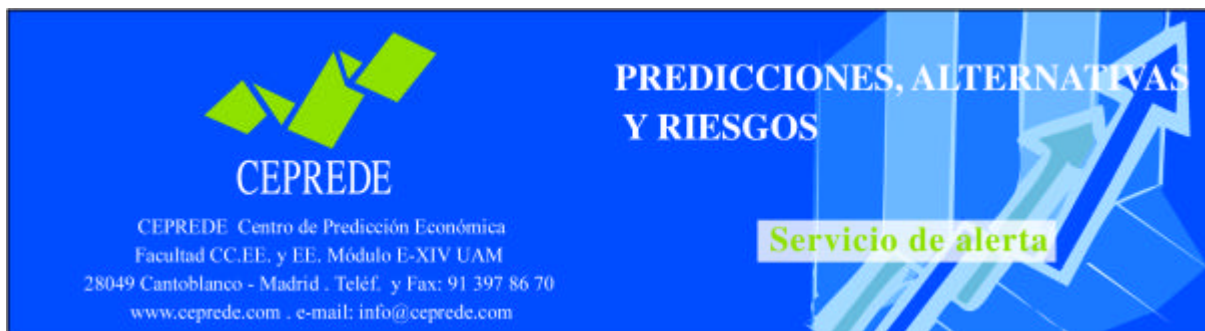 CEPREDE
CEPREDE Centro de Predicción Económica
Facultad CC.EE. y EE. Módulo E-XIV UAM
28049 Cantoblanco - Madrid . Teléf. y Fax: 91 397 86 70
www.ceprede.com . e-mail: info@ceprede.com
PREDICCIONES, ALTERNATIVAS
Y RIESGOS
Servicio de alerta